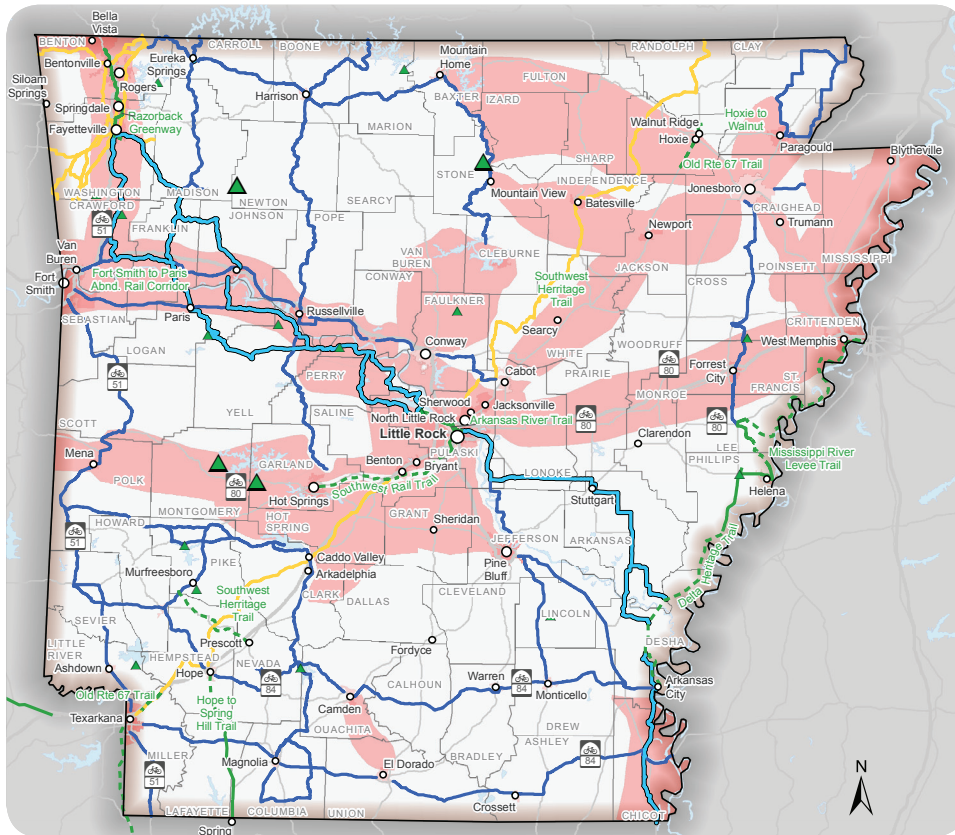 Bella
Vista
BENTON
CARROLL
BOONE
RANDOLPH
CLAY
Bentonville
Eureka
Springs
Mountain
Home
FULTON
Siloam
Springs
Rogers
Harrison
BAXTER
IZARD
Springdale
Razorback
Greenway
MARION
Walnut Ridge
Hoxie to
Walnut
Fayetteville
Hoxie
Paragould
Old Rte 67 Trail
Blytheville
SHARP
STONE
WASHINGTON
MADISON
Mountain View
INDEPENDENCE
Jonesboro
NEWTON
SEARCY
Batesville
CRAWFORD
JOHNSON
CRAIGHEAD
POPE
Newport
Trumann
51
FRANKLIN
VAN
BUREN
CLEBURNE
Van
Buren
MISSISSIPPI
JACKSON
POINSETT
Fort Smith to Paris
Abnd. Rail Corridor
CONWAY
Southwest
Herritage
Trail
Fort
Smith
CROSS
FAULKNER
Paris
Russellville
SEBASTIAN
Searcy
CRITTENDEN
LOGAN
Conway
WOODRUFF
West Memphis
WHITE
80
51
PERRY
Cabot
PRAIRIE
Forrest
City
ST.
FRANCIS
Sherwood
Jacksonville
MONROE
YELL
SALINE
North Little Rock
Arkansas River Trail
80
80
SCOTT
Little Rock
Clarendon
Mena
PULASKI
LEE
PHILLIPS
Mississippi River
Levee Trail
GARLAND
Benton
Bryant
LONOKE
POLK
80
Southwest Rail Trail
Helena
Hot Springs
Stuttgart
MONTGOMERY
HOT
SPRING
GRANT
HOWARD
Sheridan
ARKANSAS
51
JEFFERSON
Delta Heritage Trail
PIKE
Caddo Valley
Pine
Bluff
Murfreesboro
Arkadelphia
CLARK
CLEVELAND
Southwest
Herritage
Trail
DALLAS
LINCOLN
SEVIER
DESHA
LITTLE
RIVER
Prescott
Fordyce
HEMPSTEAD
NEVADA
Ashdown
Hope
84
Warren
84
CALHOUN
Arkansas
City
Old Rte 67 Trail
Hope to
Spring
Hill Trail
Monticello
Camden
Texarkana
OUACHITA
DREW
ASHLEY
MILLER
BRADLEY
84
Magnolia
51
El Dorado
N
Crossett
LAFAYETTE
COLUMBIA
UNION
CHICOT
Spring